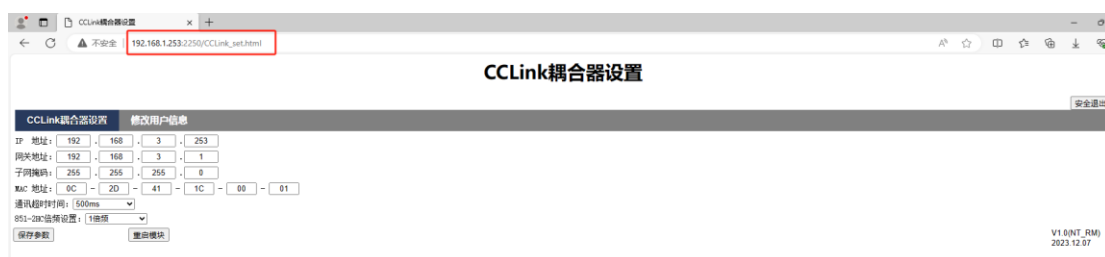 CCLink耦合器设置
不安全 192.168.1.253:2250/CCLink_set.html
CCLink耦合器设置
安全退出
CCLink耦合器设置 修改用户信息
IP 地址: 192 . 168 . 3 . 253
网关地址: 192 . 168 . 3 . 1
子网掩码: 255 . 255 . 255 . 0
MAC 地址: 0C - 2D - 41 - 1C - 00 - 01
通讯超时时间: 500ms
851-2HC倍频设置: 1倍频
保存参数 重启模块
V1.0(NT_RM)
2023.12.07